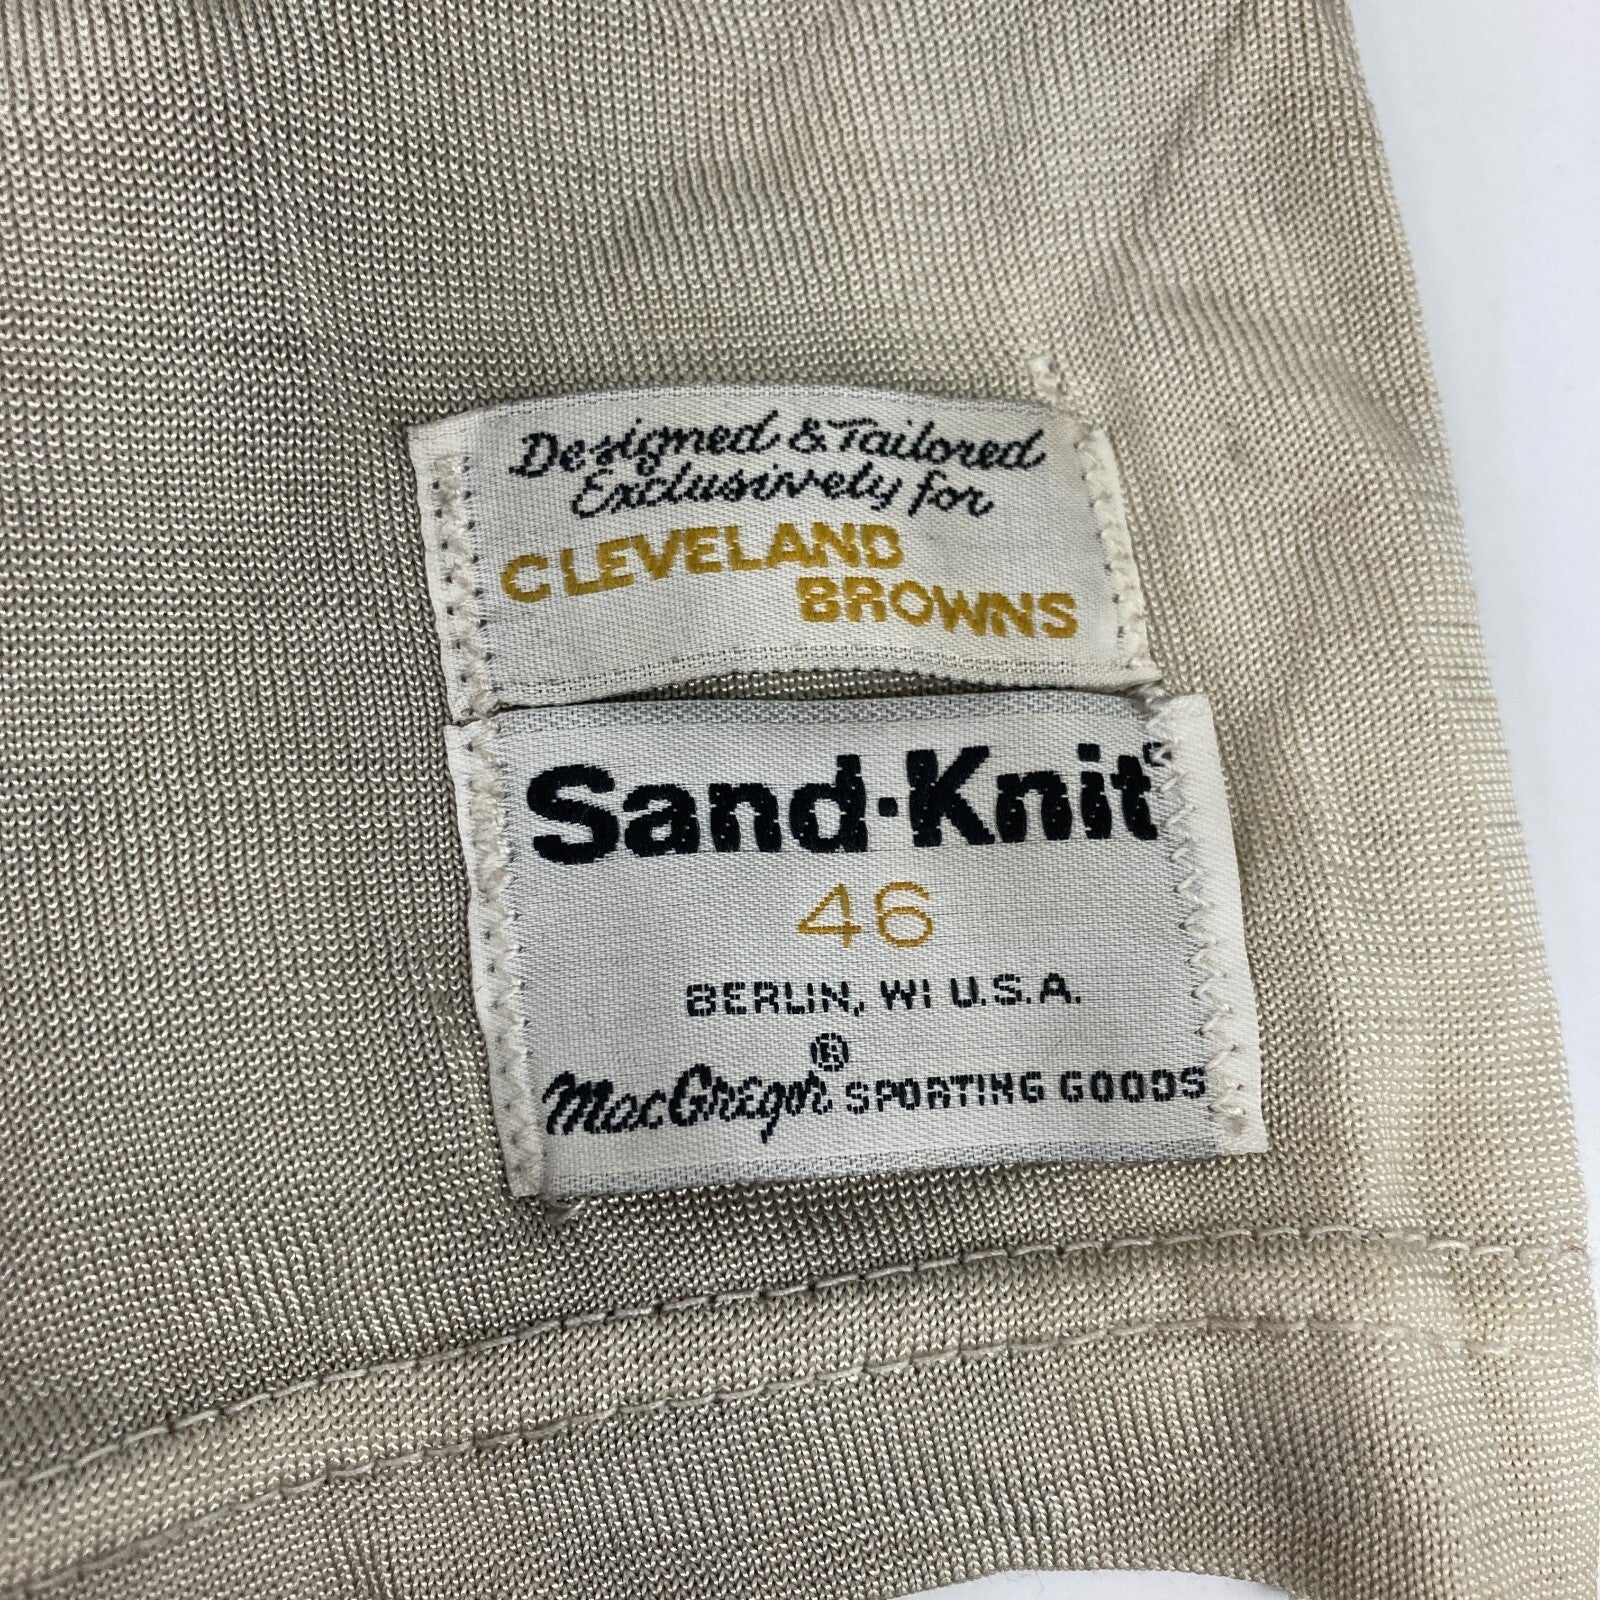 Designed & Tailored
Exclusively for
CLEVELAND
BROWNS
Sand·Knit
46
BERLIN, WI U.S.A.
®
MacGregor SPORTING GOODS